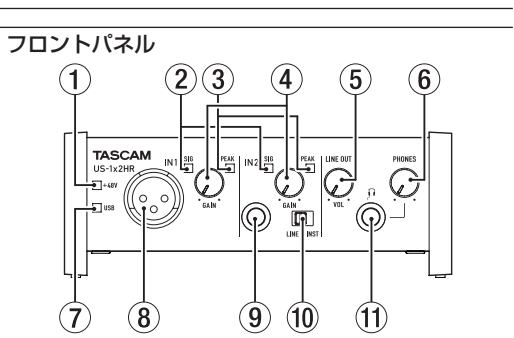 フロントパネル
① ② ③ ④ ⑤ ⑥
TASCAM
US-1x2HR
IN1 SIG PEAK IN2 SIG PEAK LINE OUT PHONES
+48V
USB
GAIN GAIN VOL
LINE INST
⑦ ⑧ ⑨ ⑩ ⑪